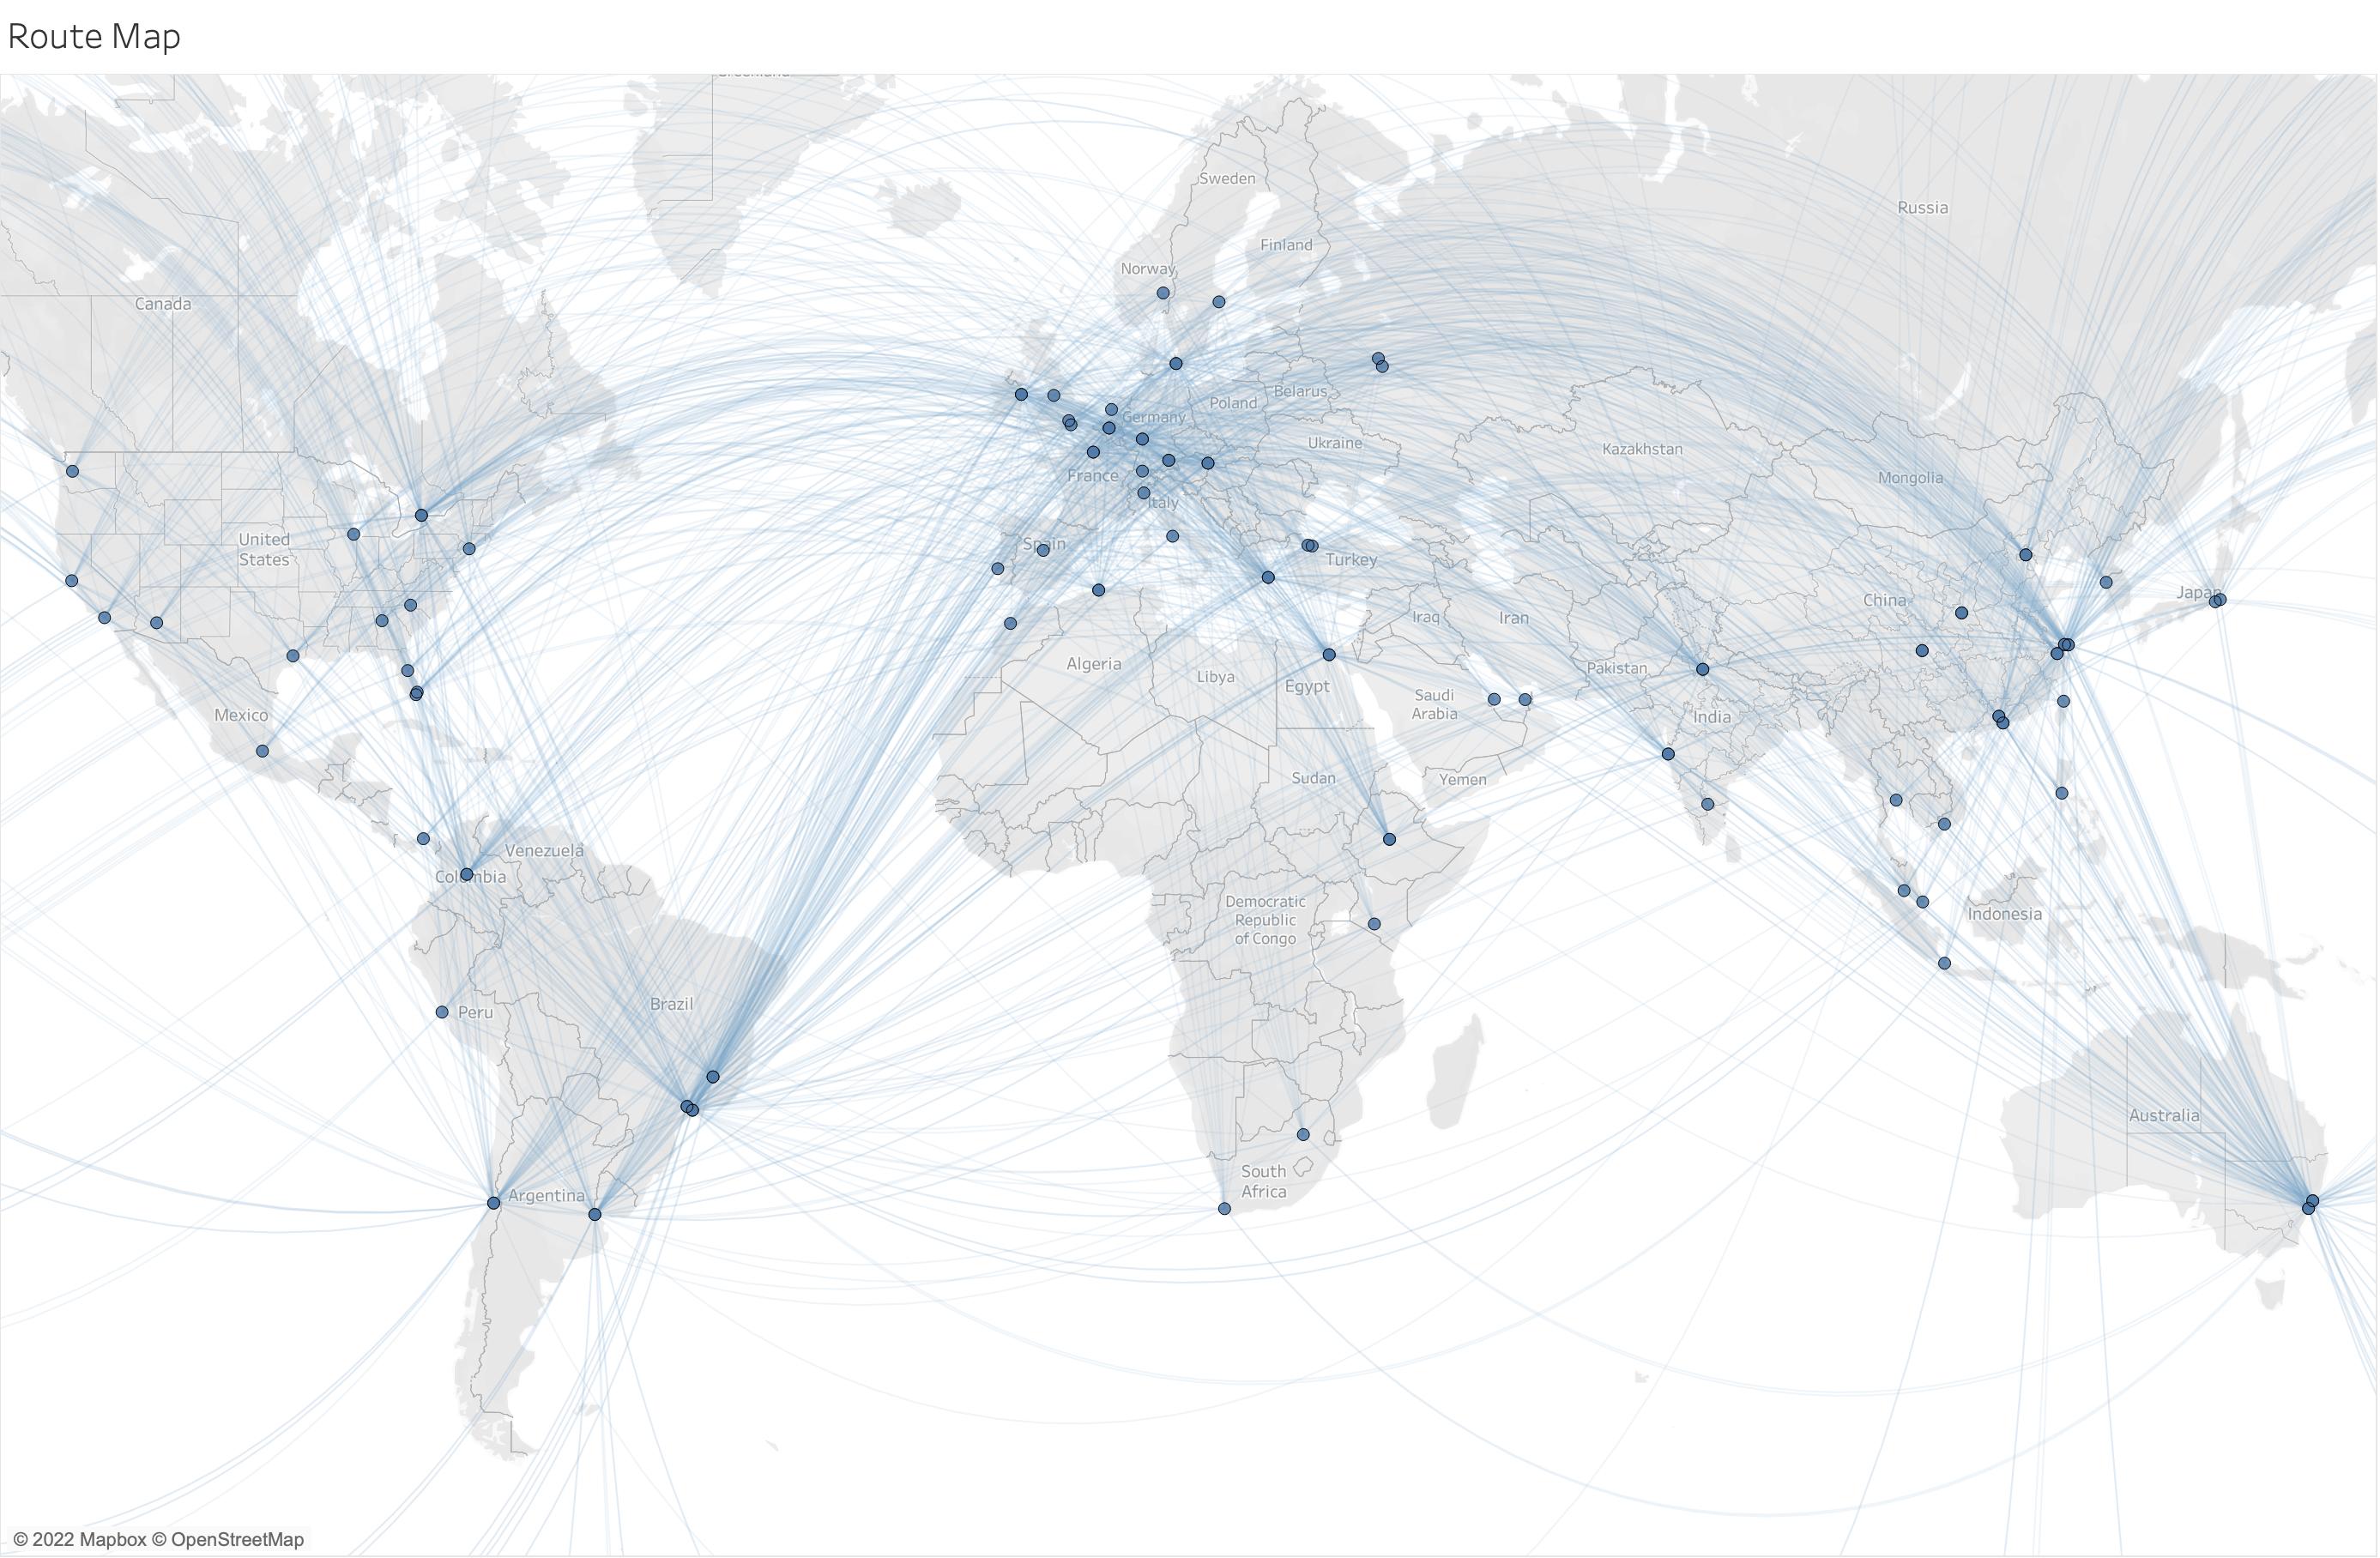 Route Map
Greenland
Sweden
Russia
Finland
Norway
Canada
Belarus
Poland
Germany
Ukraine
Kazakhstan
France
Mongolia
Italy
United
States
Spain
Turkey
China
Japan
Iraq
Iran
Algeria
Pakistan
Libya
Egypt
Saudi
Arabia
Mexico
India
Sudan
Yemen
Venezuela
Colombia
Democratic
Republic
of Congo
Indonesia
Brazil
Peru
Australia
South
Africa
Argentina
© 2022 Mapbox © OpenStreetMap